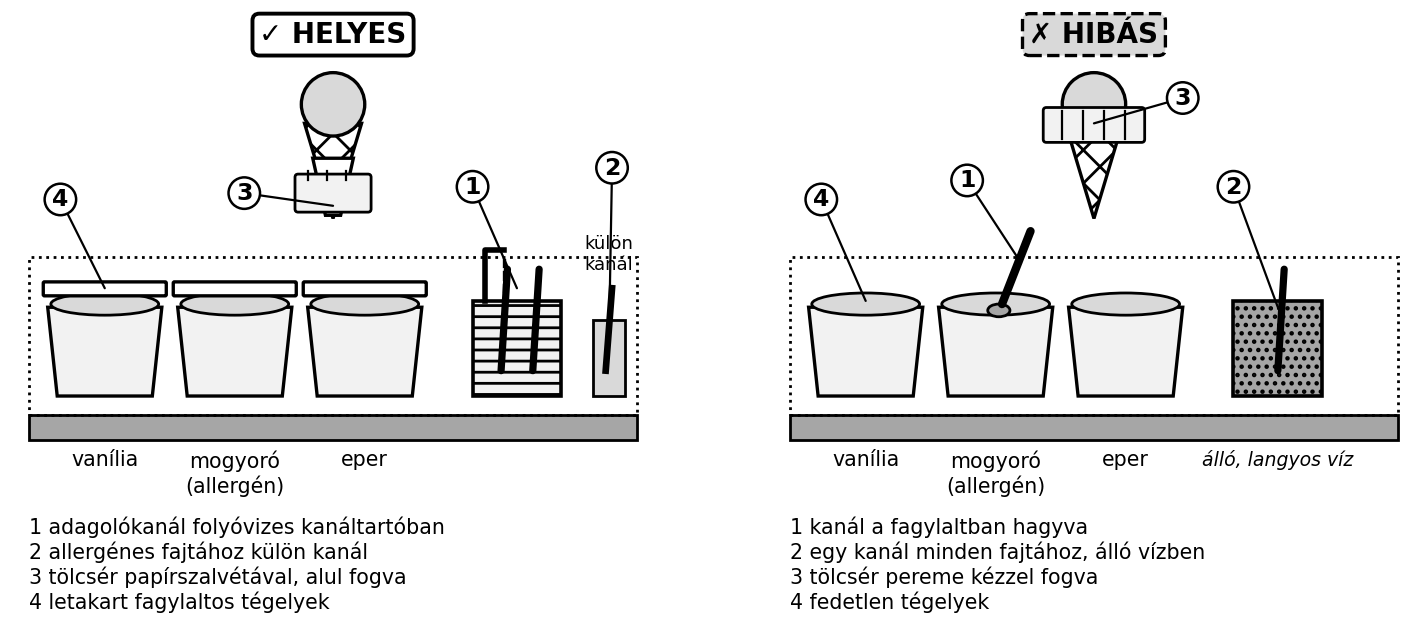 ✓ HELYES
4
3
1
2
külön
kanál
vanília
mogyoró
(allergén)
eper
1 adagolókanál folyóvizes kanáltartóban
2 allergénes fajtához külön kanál
3 tölcsér papírszalvétával, alul fogva
4 letakart fagylaltos tégelyek
✗ HIBÁS
3
4
1
2
vanília
mogyoró
(allergén)
eper
álló, langyos víz
1 kanál a fagylaltban hagyva
2 egy kanál minden fajtához, álló vízben
3 tölcsér pereme kézzel fogva
4 fedetlen tégelyek